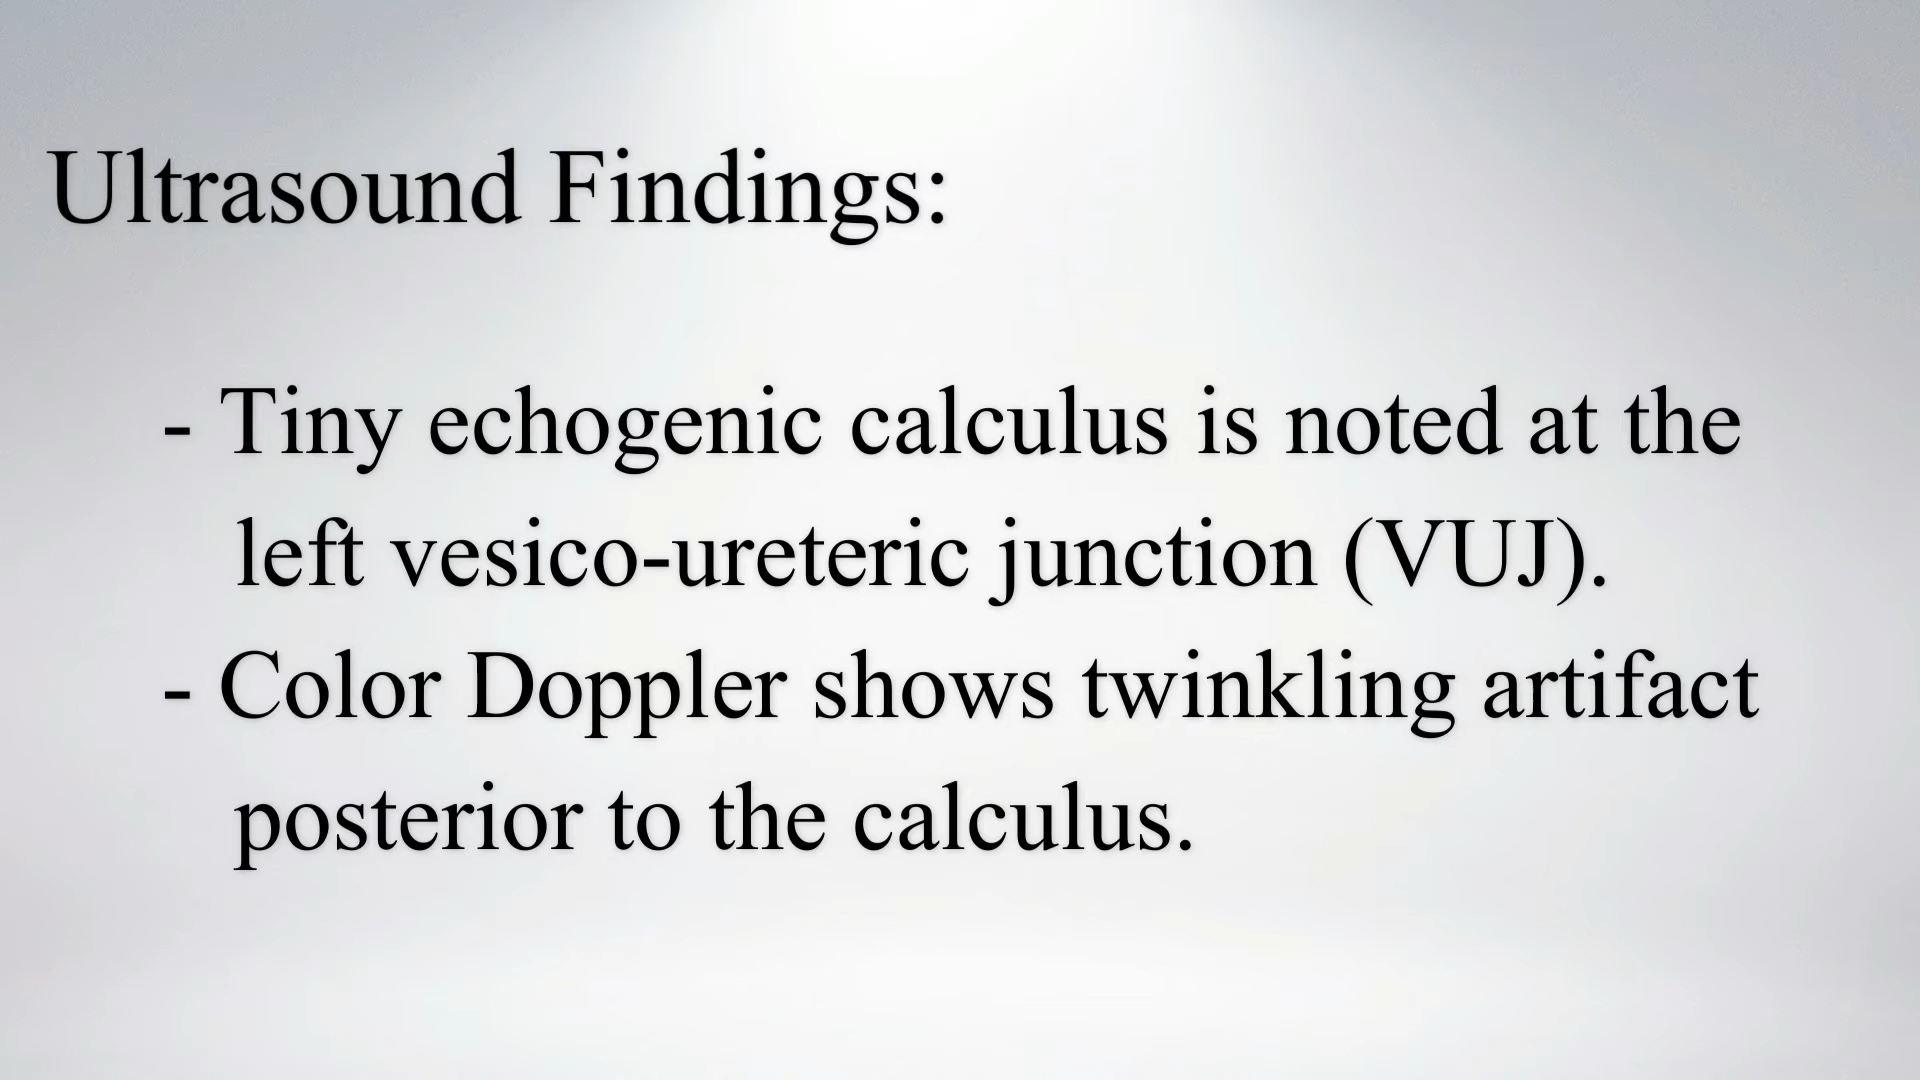 Ultrasound Findings:
- Tiny echogenic calculus is noted at the
left vesico-ureteric junction (VUJ).
- Color Doppler shows twinkling artifact
posterior to the calculus.